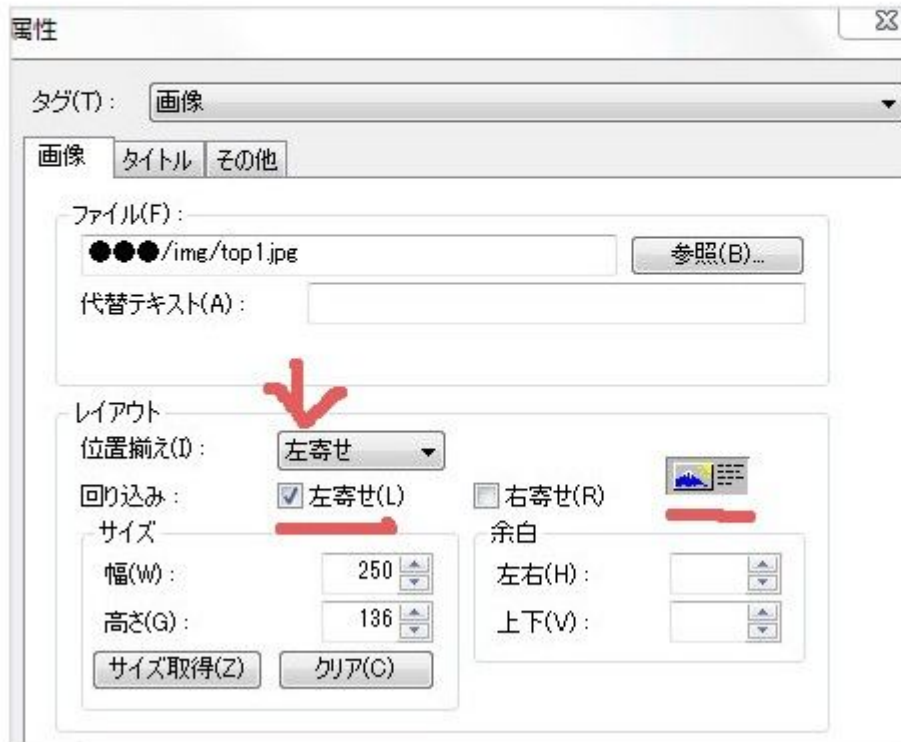 属性
タグ(T): 画像
画像 タイトル その他
ファイル(F):
●●●/img/top1.jpg 参照(B)...
代替テキスト(A):
レイアウト
位置揃え(I): 左寄せ
回り込み: 左寄せ(L) 右寄せ(R)
サイズ 余白
幅(W): 250 左右(H):
高さ(G): 136 上下(V):
サイズ取得(Z) クリア(C)